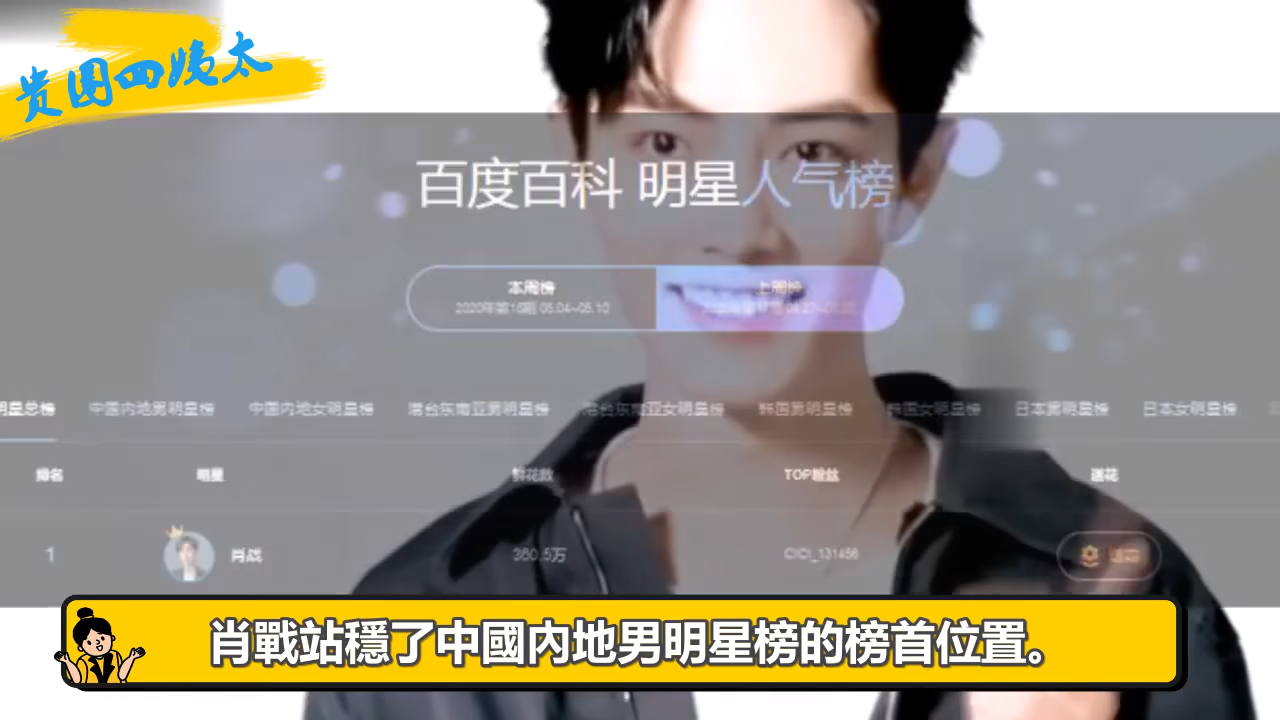 贵圈四姨太
百度百科 明星人气榜
本周榜
上周榜
2020年第18期 05.04~05.10
明星总榜 中国内地男明星榜 中国内地女明星榜 港台东南亚男明星榜 港台东南亚女明星榜 韩国男明星榜 韩国女明星榜 日本男明星榜 日本女明星榜
排名 明星 鲜花数 TOP粉丝 送花
1 肖战 360.5万 CICI_131456 送花
肖戰站穩了中國內地男明星榜的榜首位置。